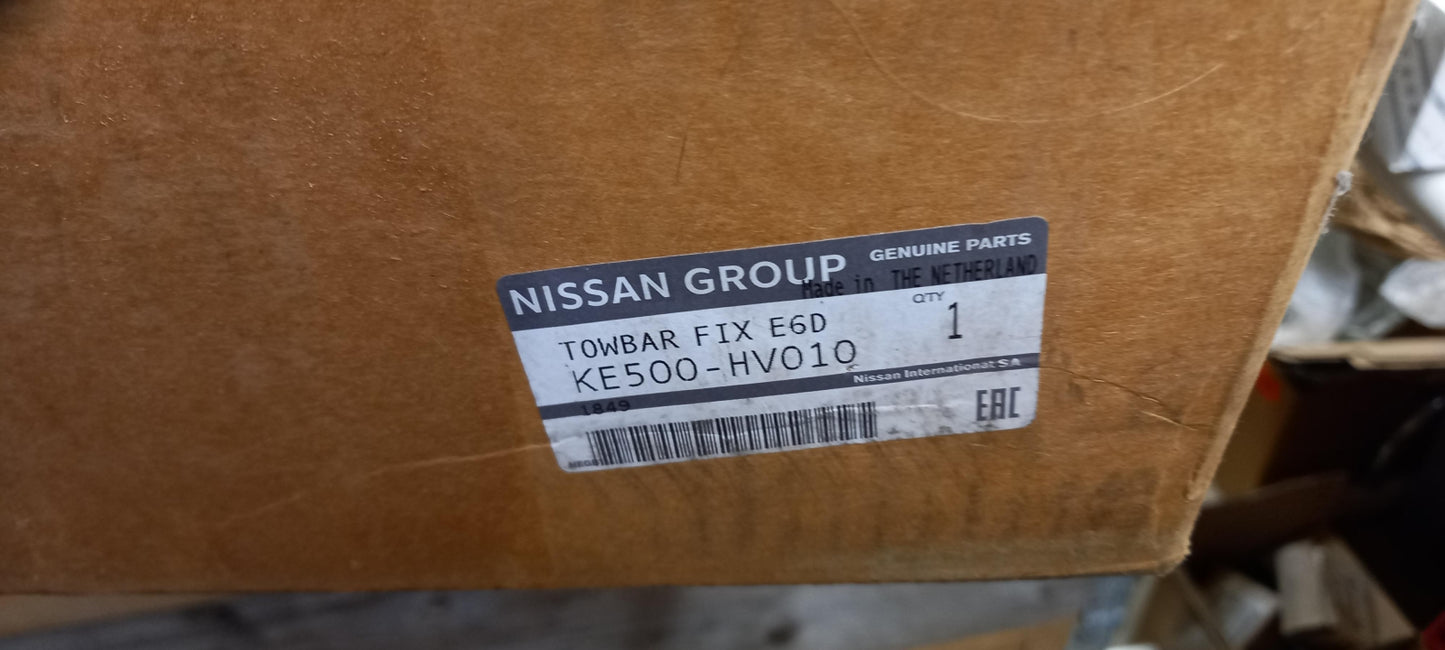 NISSAN GROUP GENUINE PARTS
Made in THE NETHERLAND
TOWBAR FIX E6D QTY
KE500-HV010 1
Nissan International SA
1849
EAC